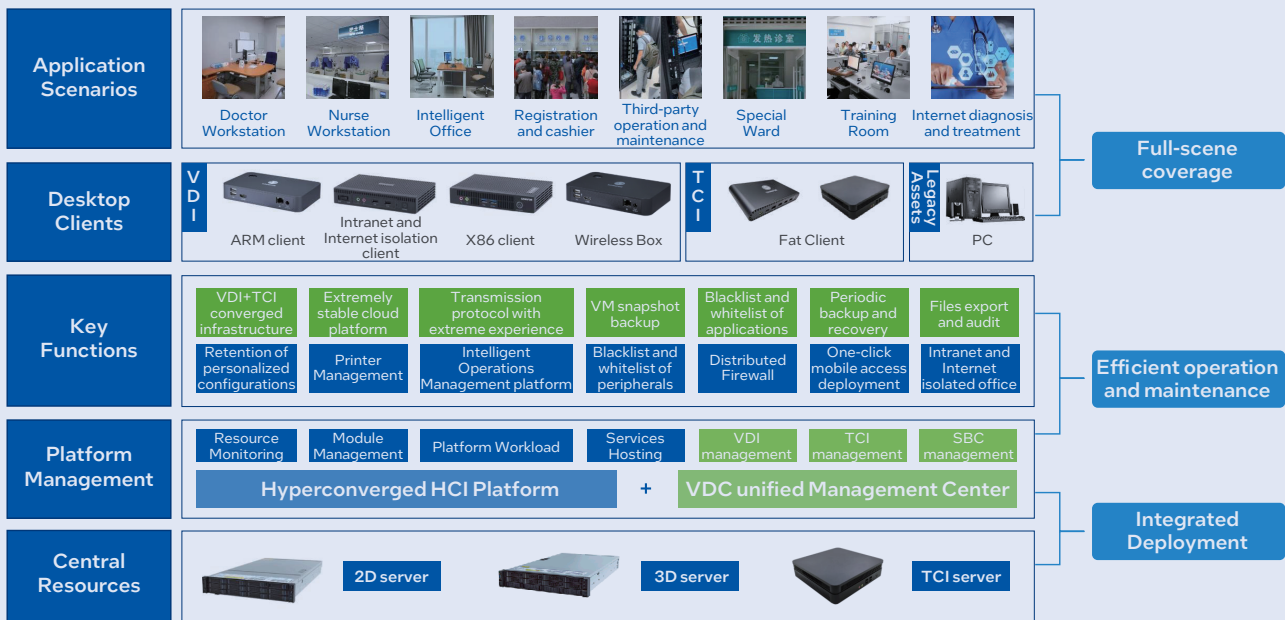 Application
Scenarios
护士站
发热诊室
Doctor
Workstation
Nurse
Workstation
Intelligent
Office
Registration
and cashier
Third-party
operation and
maintenance
Special
Ward
Training
Room
Internet diagnosis
and treatment
Full-scene
coverage
Desktop
Clients
VDI
ARM client
Intranet and
Internet isolation
client
X86 client
Wireless Box
TCI
Fat Client
Legacy
Assets
PC
Key
Functions
VDI+TCI
converged
infrastructure
Extremely
stable cloud
platform
Transmission
protocol with
extreme experience
VM snapshot
backup
Blacklist and
whitelist of
applications
Periodic
backup and
recovery
Files export
and audit
Retention of
personalized
configurations
Printer
Management
Intelligent
Operations
Management platform
Blacklist and
whitelist of
peripherals
Distributed
Firewall
One-click
mobile access
deployment
Intranet and
Internet
isolated office
Efficient operation
and maintenance
Platform
Management
Resource
Monitoring
Module
Management
Platform Workload
Services
Hosting
VDI
management
TCI
management
SBC
management
Hyperconverged HCI Platform
+
VDC unified Management Center
Integrated
Deployment
Central
Resources
2D server
3D server
TCI server